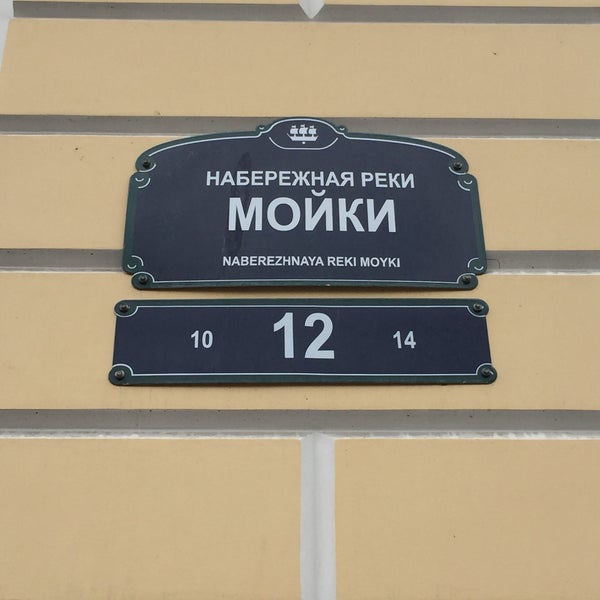 НАБЕРЕЖНАЯ РЕКИ
МОЙКИ
NABEREZHNAYA REKI MOYKI
10 12 14